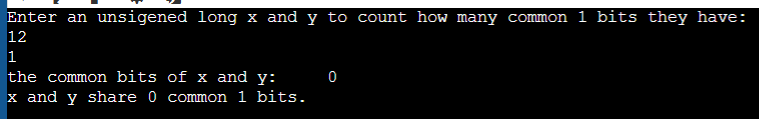 Enter an unsigened long x and y to count how many common 1 bits they have:
12
1
the common bits of x and y:     0
x and y share 0 common 1 bits.